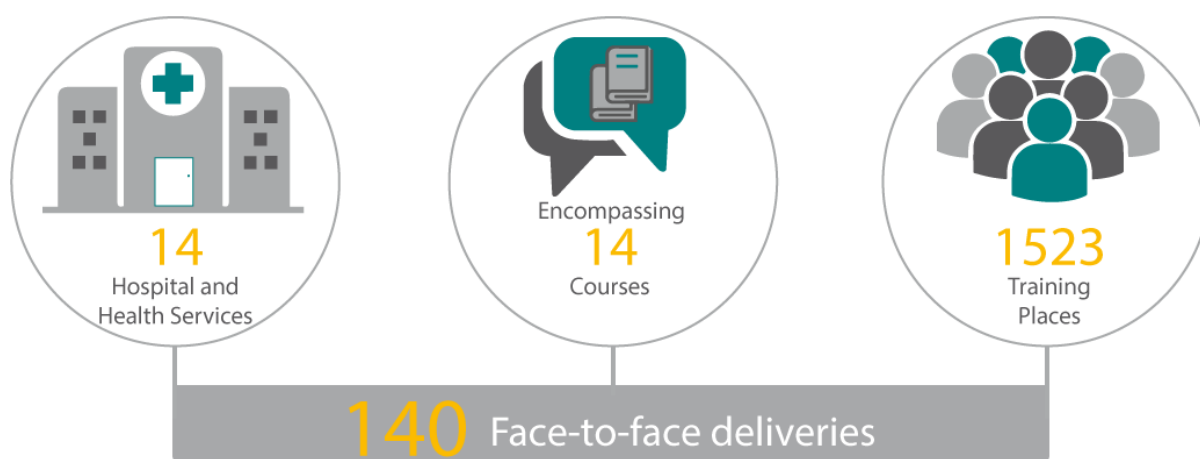 14
Hospital and
Health Services
Encompassing
14
Courses
1523
Training
Places
140 Face-to-face deliveries